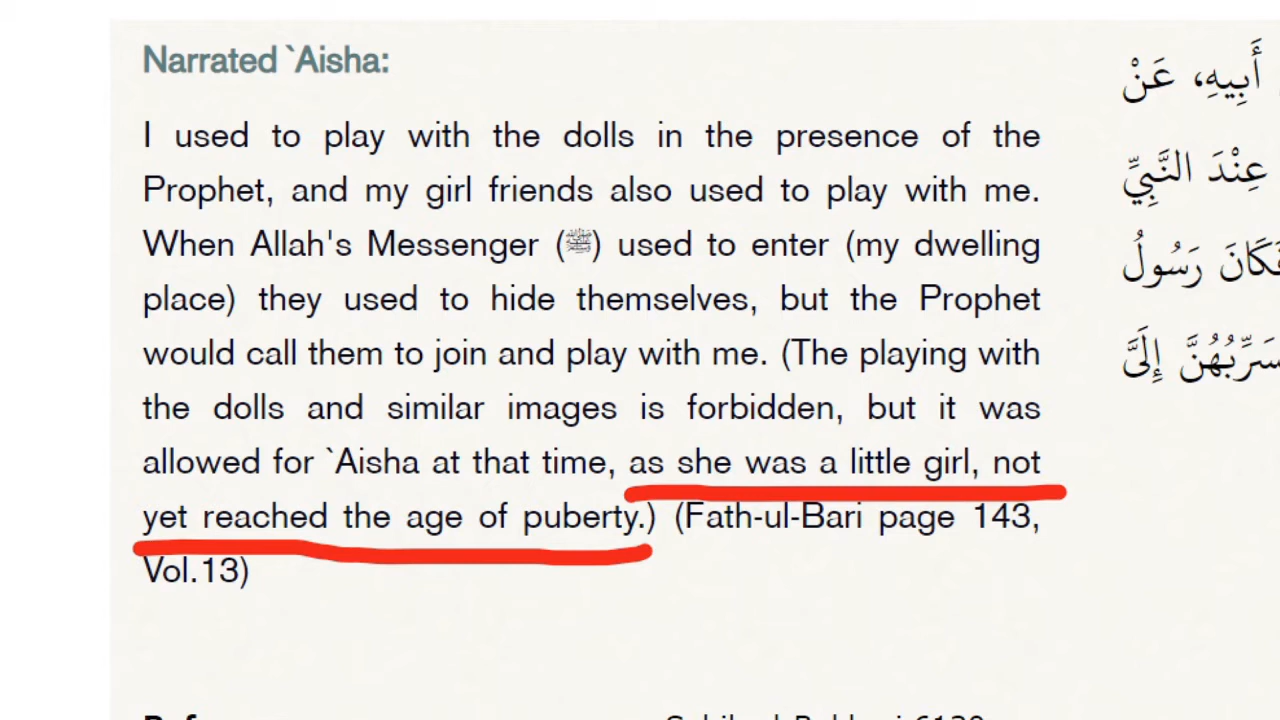 Narrated `Aisha:
I used to play with the dolls in the presence of the
Prophet, and my girl friends also used to play with me.
When Allah's Messenger (ﷺ) used to enter (my dwelling
place) they used to hide themselves, but the Prophet
would call them to join and play with me. (The playing with
the dolls and similar images is forbidden, but it was
allowed for `Aisha at that time, as she was a little girl, not
yet reached the age of puberty.) (Fath-ul-Bari page 143,
Vol.13)
أَبِيهِ، عَنْ
عِنْدَ النَّبِيِّ
رَسُولُ
إِلَىَّ